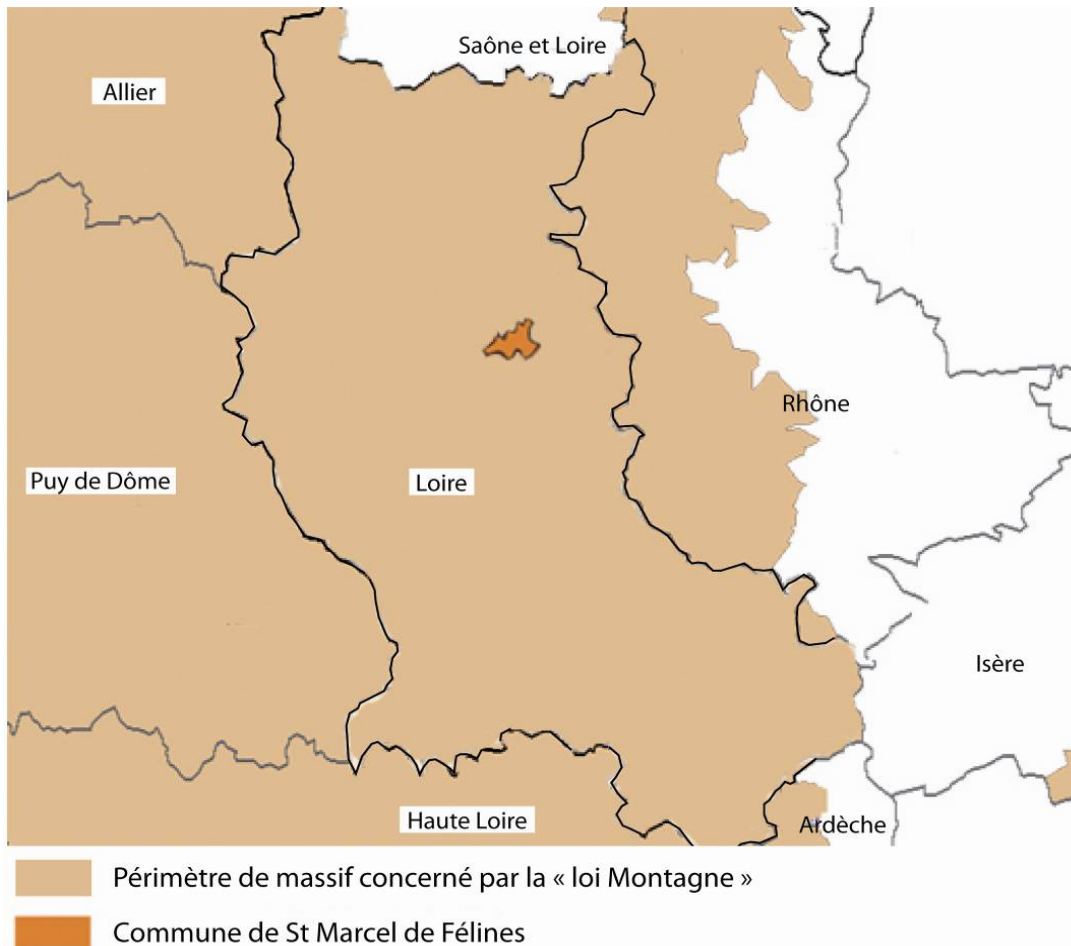 Saône et Loire
Allier
Rhône
Puy de Dôme
Loire
Isère
Haute Loire
Ardèche
Périmètre de massif concerné par la « loi Montagne »
Commune de St Marcel de Félines